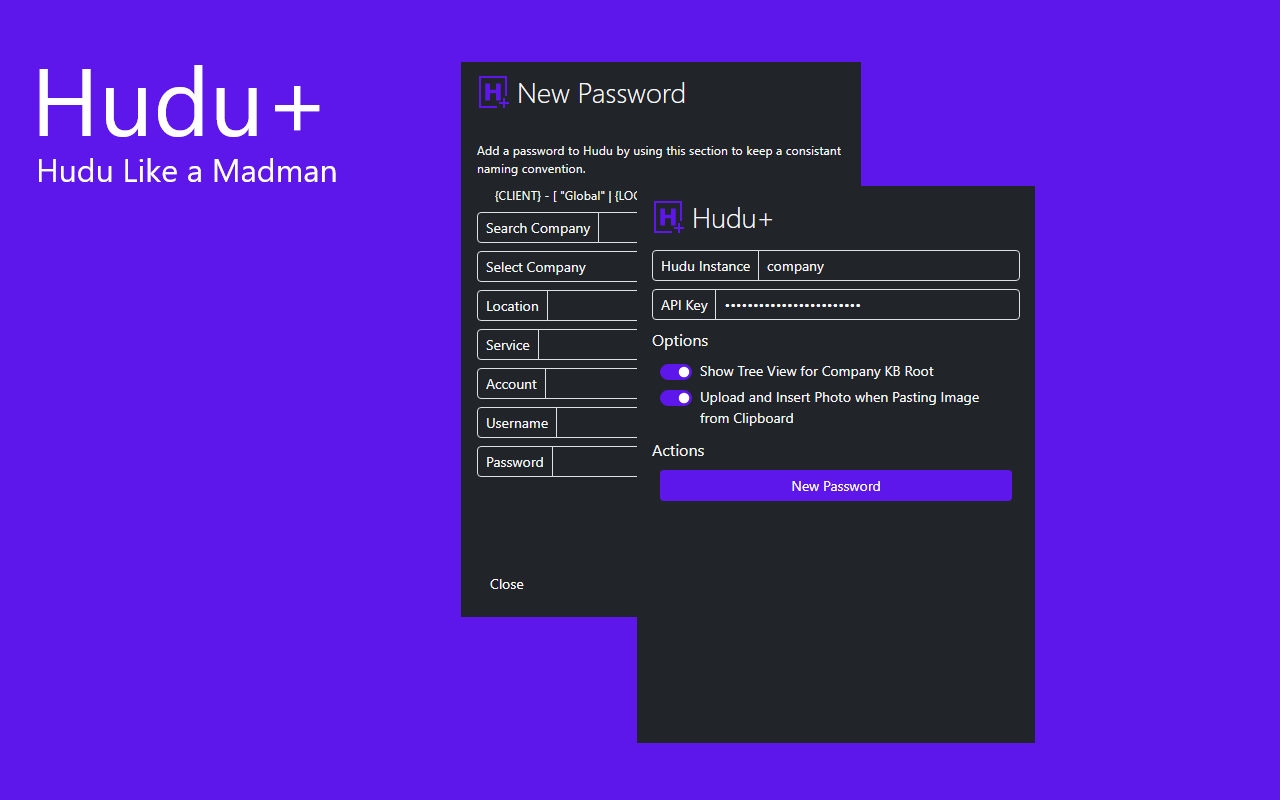 Hudu+
Hudu Like a Madman
New Password
Add a password to Hudu by using this section to keep a consistant
naming convention.
{CLIENT} - [ "Global" | {LOC
Search Company
Select Company
Location
Service
Account
Username
Password
Close
Hudu+
Hudu Instance company
API Key ••••••••••••••••••••••••
Options
Show Tree View for Company KB Root
Upload and Insert Photo when Pasting Image
from Clipboard
Actions
New Password